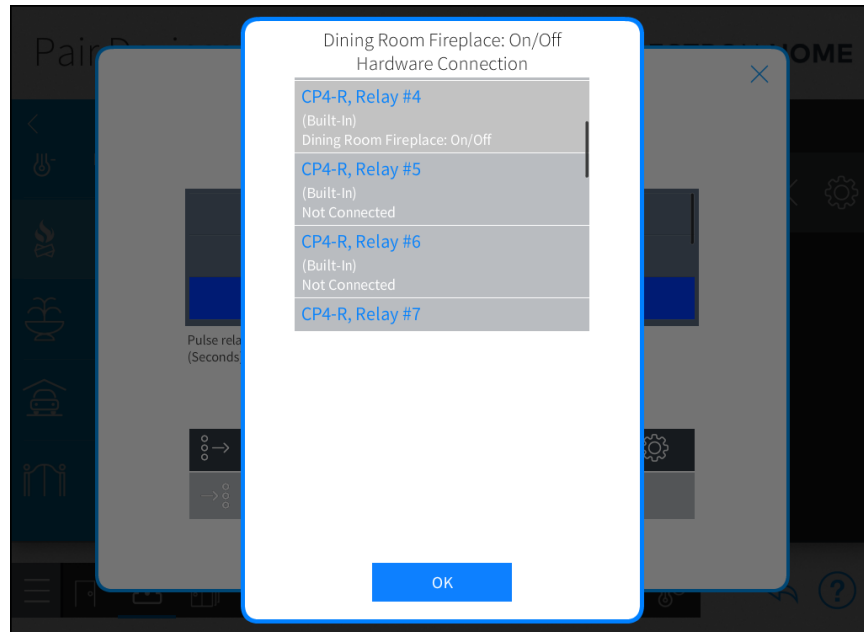 Dining Room Fireplace: On/Off
Hardware Connection
Pair
HOME
CP4-R, Relay #4
(Built-In)
Dining Room Fireplace: On/Off
CP4-R, Relay #5
(Built-In)
Not Connected
CP4-R, Relay #6
(Built-In)
Not Connected
CP4-R, Relay #7
Pulse rela
(Seconds
OK
?